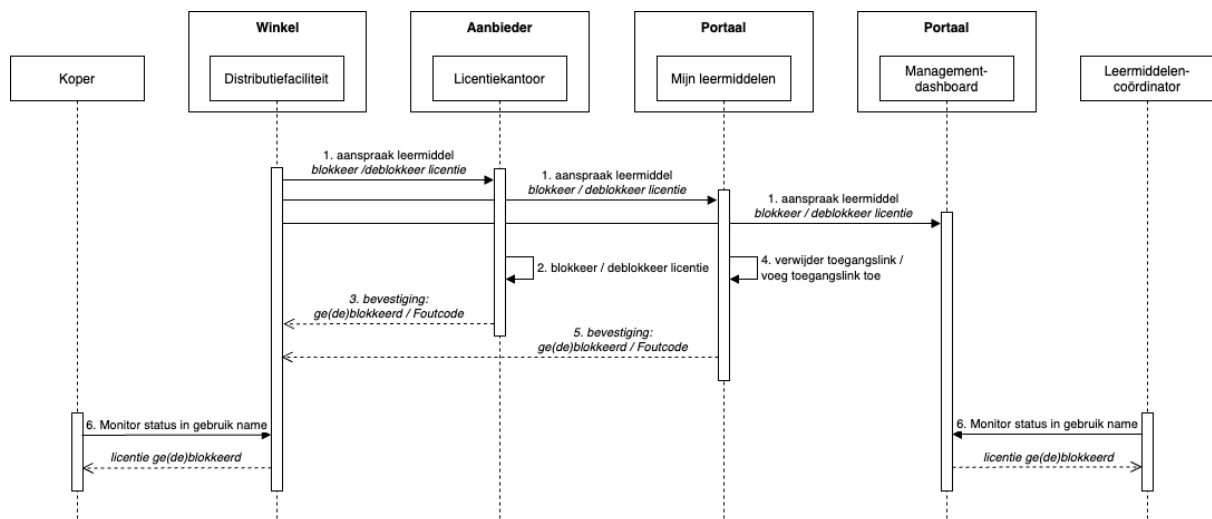 Winkel
Aanbieder
Portaal
Portaal
Koper
Distributiefaciliteit
Licentiekantoor
Mijn leermiddelen
Management-
dashboard
Leermiddelen-
coördinator
1. aanspraak leermiddel
blokkeer /deblokkeer licentie
1. aanspraak leermiddel
blokkeer / deblokkeer licentie
1. aanspraak leermiddel
blokkeer / deblokkeer licentie
2. blokkeer / deblokkeer licentie
4. verwijder toegangslink /
voeg toegangslink toe
3. bevestiging:
ge(de)blokkeerd / Foutcode
5. bevestiging:
ge(de)blokkeerd / Foutcode
6. Monitor status in gebruik name
6. Monitor status in gebruik name
licentie ge(de)blokkeerd
licentie ge(de)blokkeerd